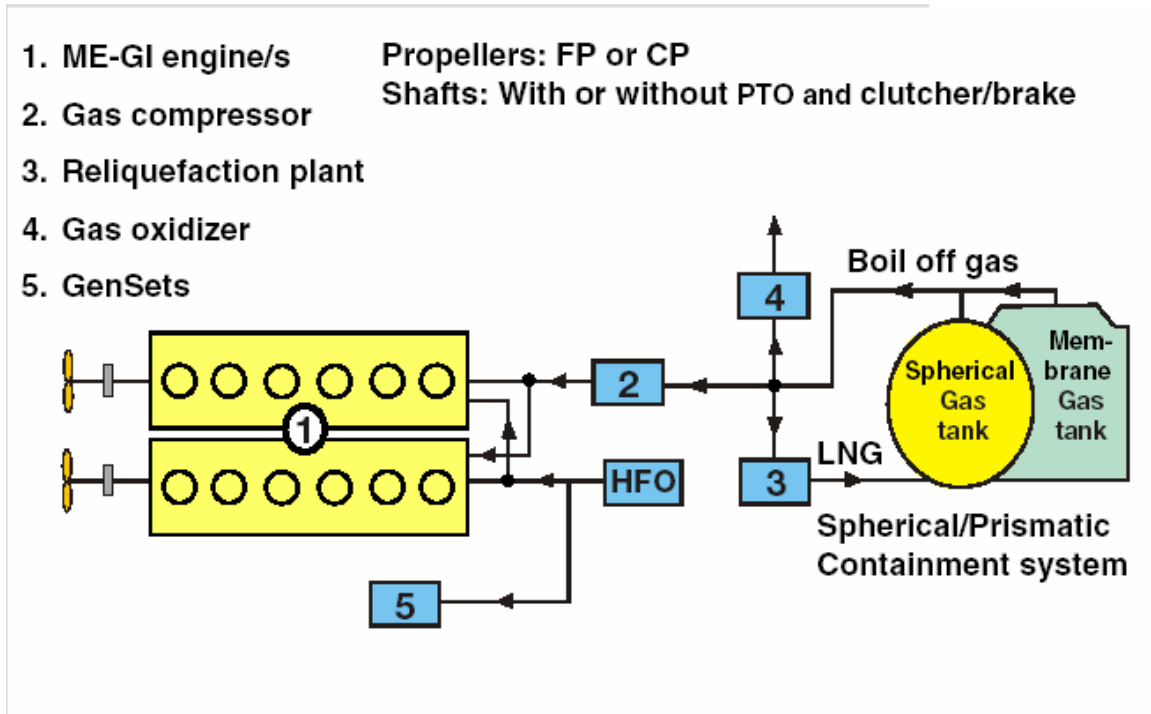 1. ME-GI engine/s
2. Gas compressor
3. Reliquefaction plant
4. Gas oxidizer
5. GenSets
Propellers: FP or CP
Shafts: With or without PTO and clutcher/brake
Boil off gas
4
Mem-
brane
Gas
tank
Spherical
Gas
tank
2
1
LNG
3
HFO
Spherical/Prismatic
Containment system
5